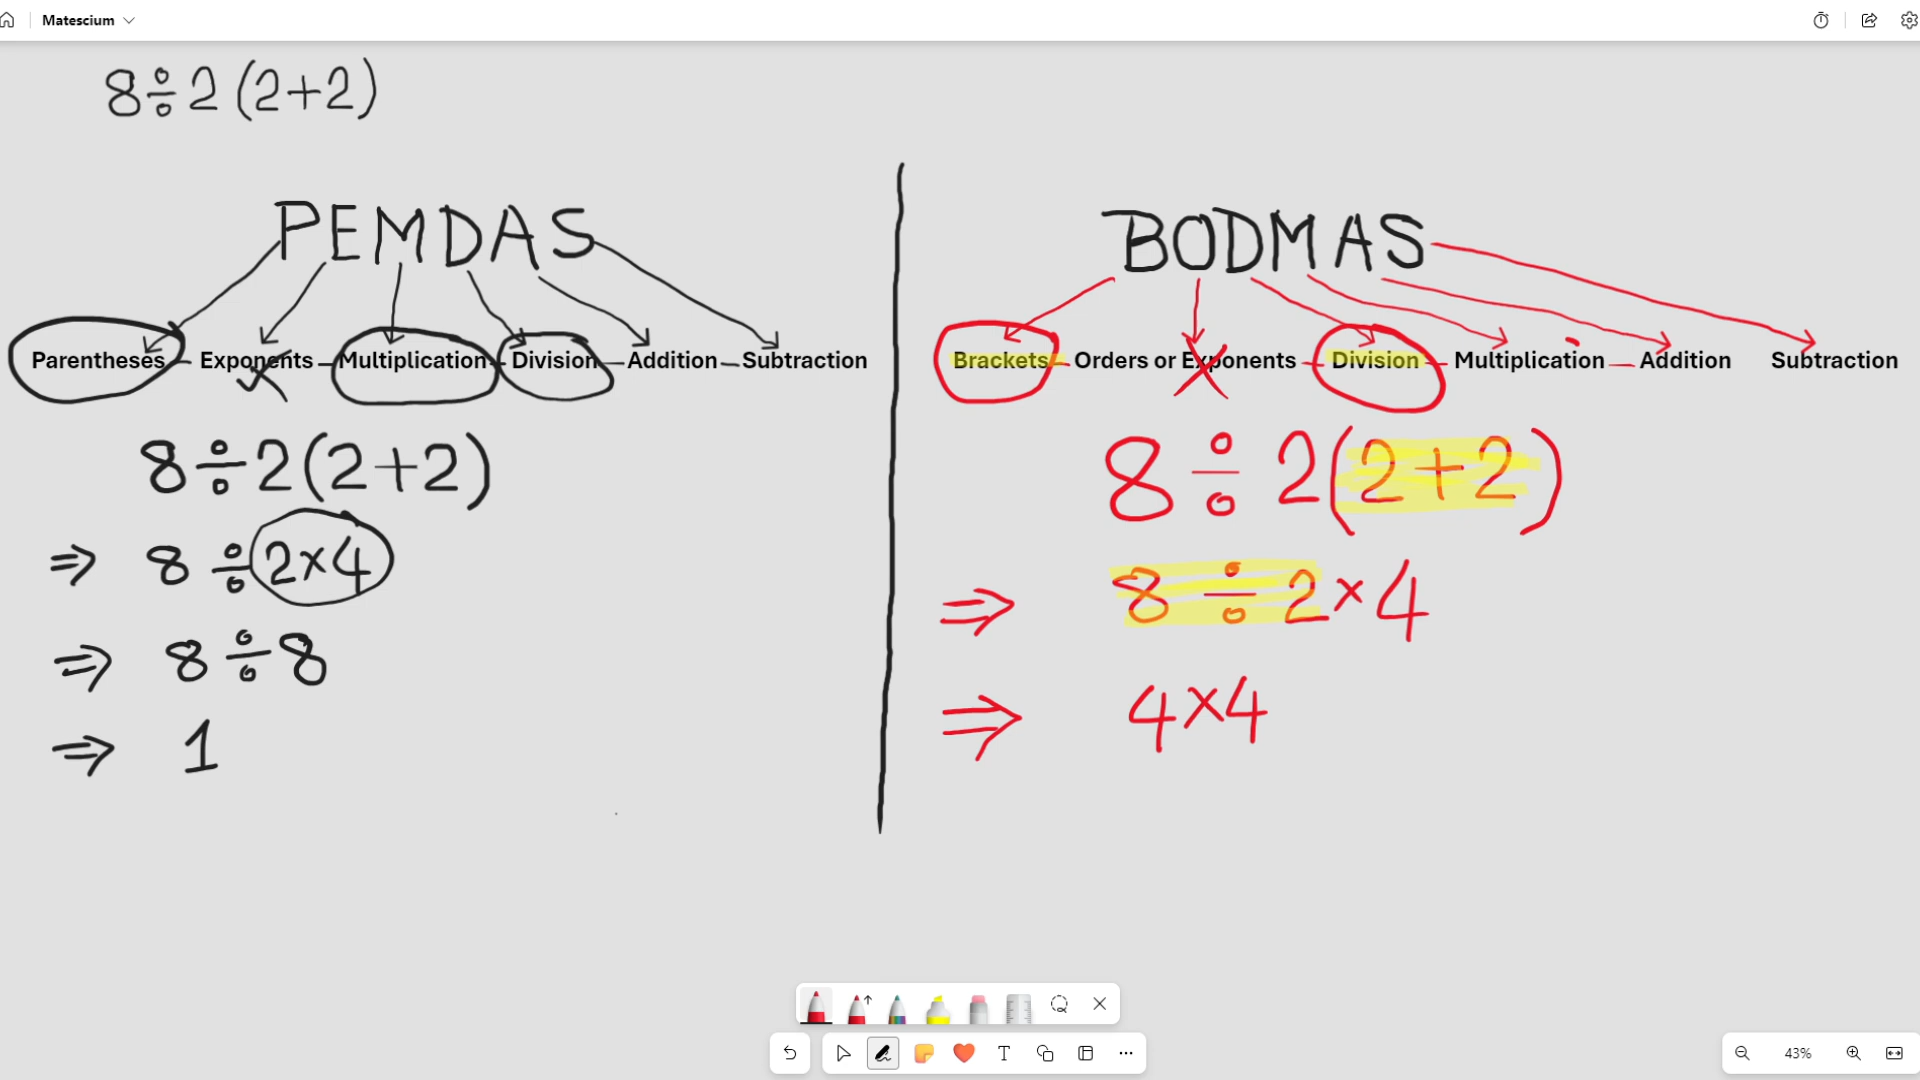 Matescium
8÷2(2+2)
PEMDAS
Parentheses – Exponents – Multiplication – Division – Addition – Subtraction
8÷2(2+2)
⇒ 8÷2×4
⇒ 8÷8
⇒ 1
BODMAS
Brackets – Orders or Exponents – Division – Multiplication – Addition Subtraction
8÷2(2+2)
⇒ 8÷2×4
⇒ 4×4
43%